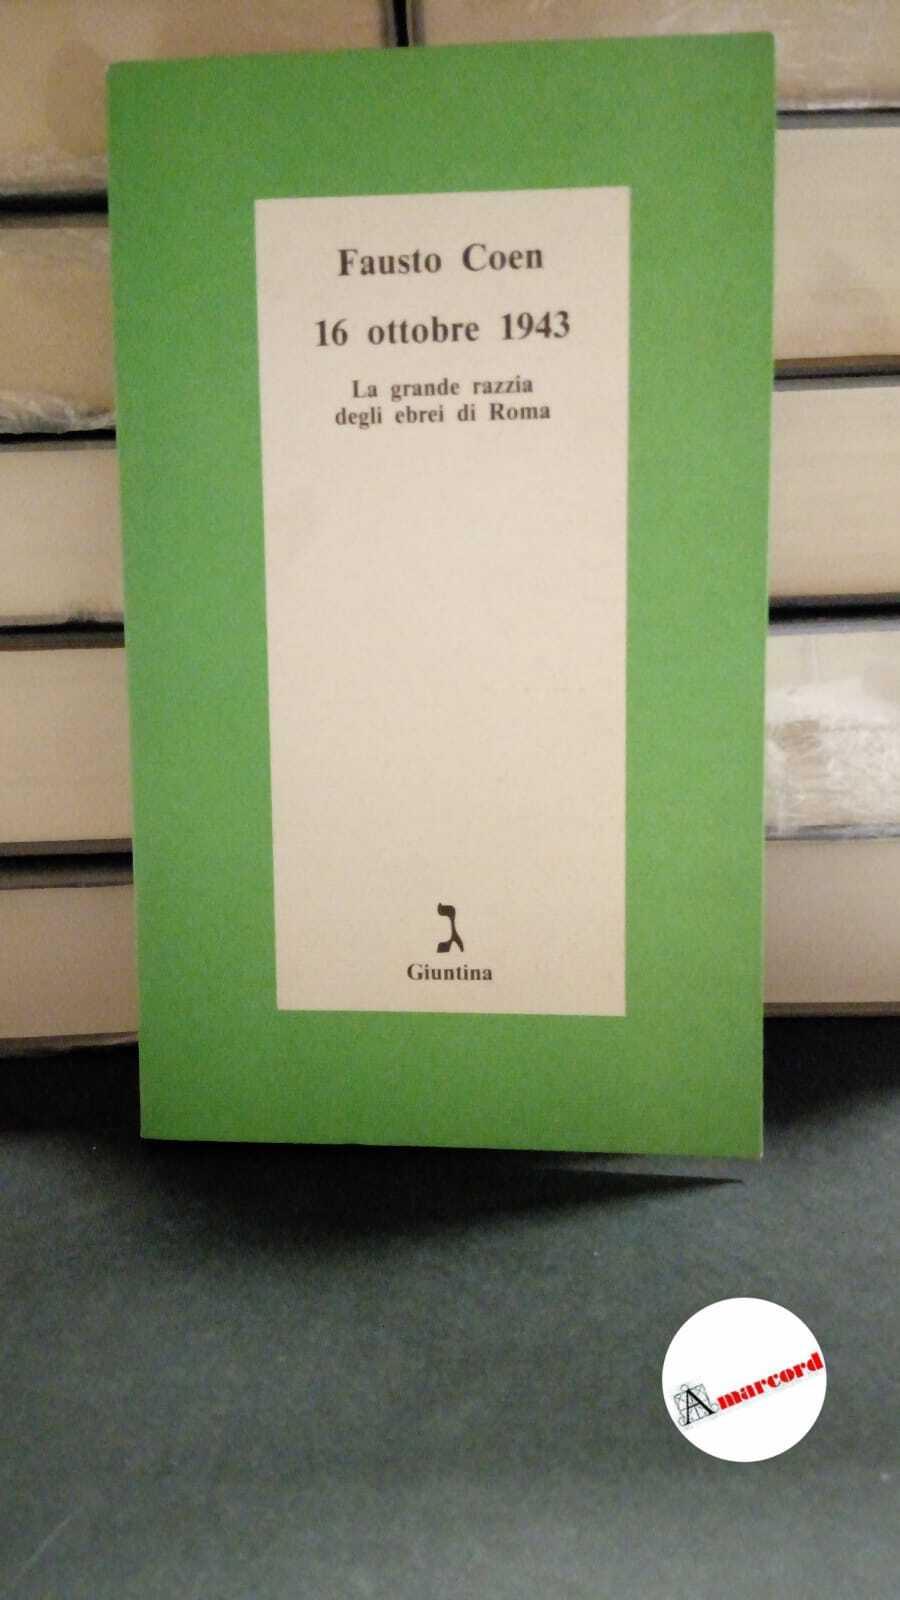 Fausto Coen
16 ottobre 1943
La grande razzia
degli ebrei di Roma
ג
Giuntina
Amarcord